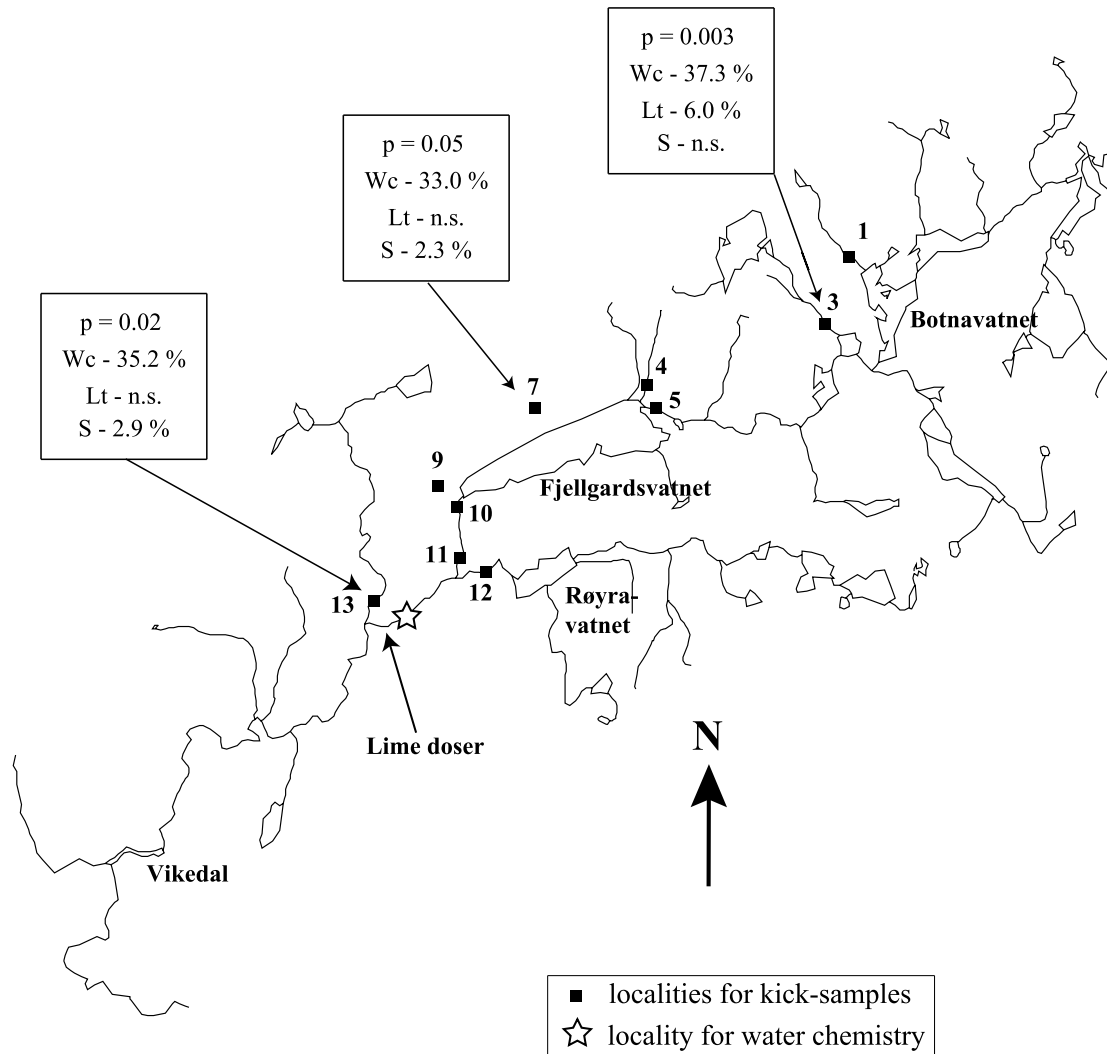 p = 0.003
Wc - 37.3 %
Lt - 6.0 %
S - n.s.
p = 0.05
Wc - 33.0 %
Lt - n.s.
S - 2.3 %
p = 0.02
Wc - 35.2 %
Lt - n.s.
S - 2.9 %
1
3
Botnavatnet
4
7
5
9
Fjellgardsvatnet
10
11
12
Røyra-
vatnet
13
Lime doser
N
Vikedal
localities for kick-samples
locality for water chemistry